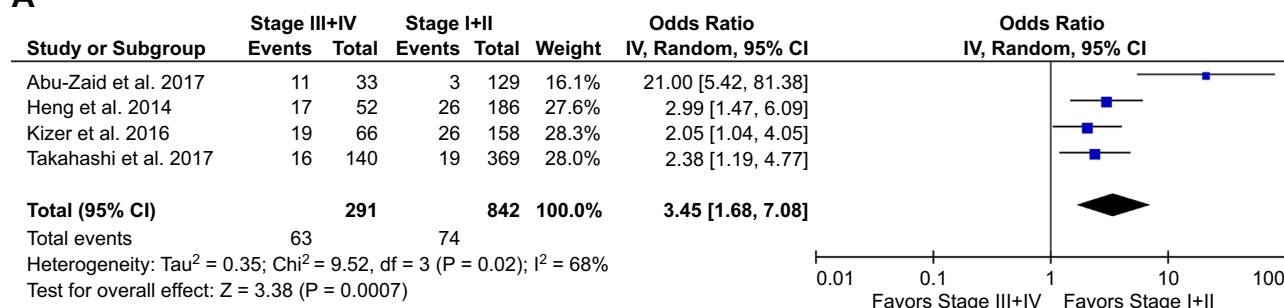 A
Stage III+IV Stage I+II Odds Ratio Odds Ratio
Study or Subgroup Events Total Events Total Weight IV, Random, 95% CI IV, Random, 95% CI
Abu-Zaid et al. 2017 11 33 3 129 16.1% 21.00 [5.42, 81.38]
Heng et al. 2014 17 52 26 186 27.6% 2.99 [1.47, 6.09]
Kizer et al. 2016 19 66 26 158 28.3% 2.05 [1.04, 4.05]
Takahashi et al. 2017 16 140 19 369 28.0% 2.38 [1.19, 4.77]
Total (95% CI) 291 842 100.0% 3.45 [1.68, 7.08]
Total events 63 74
Heterogeneity: Tau² = 0.35; Chi² = 9.52, df = 3 (P = 0.02); I² = 68%
Test for overall effect: Z = 3.38 (P = 0.0007)
0.01 0.1 1 10 100
Favors Stage III+IV Favors Stage I+II